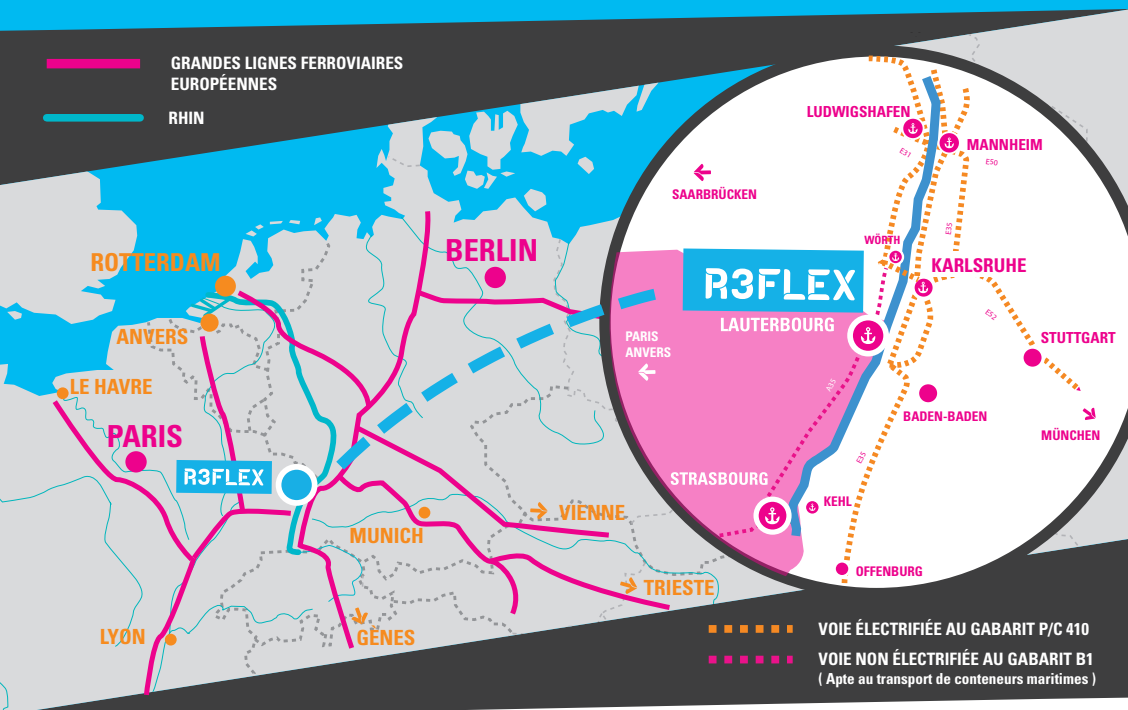 GRANDES LIGNES FERROVIAIRES
EUROPÉENNES
RHIN
ROTTERDAM
ANVERS
LE HAVRE
PARIS
R3FLEX
BERLIN
MUNICH
VIENNE
TRIESTE
GÊNES
LYON
LUDWIGSHAFEN
MANNHEIM
E31
E50
SAARBRÜCKEN
E35
WÖRTH
KARLSRUHE
R3FLEX
LAUTERBOURG
E52
PARIS
ANVERS
STUTTGART
A35
BADEN-BADEN
MÜNCHEN
E35
STRASBOURG
KEHL
OFFENBURG
VOIE ÉLECTRIFIÉE AU GABARIT P/C 410
VOIE NON ÉLECTRIFIÉE AU GABARIT B1
( Apte au transport de conteneurs maritimes )